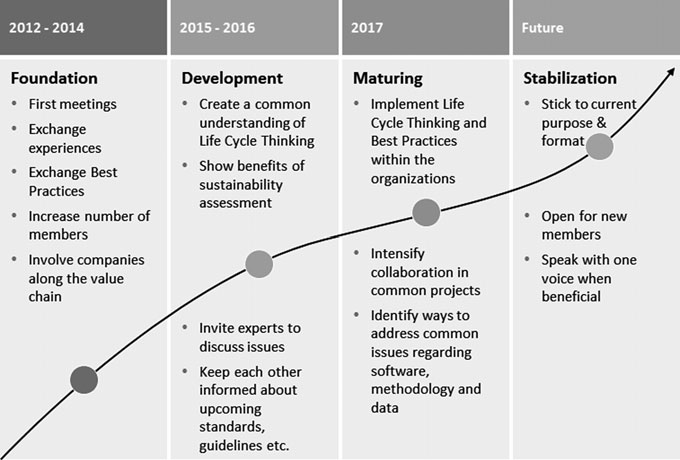 2012 - 2014
Foundation
• First meetings
• Exchange
experiences
• Exchange Best
Practices
• Increase number of
members
• Involve companies
along the value
chain
2015 - 2016
Development
• Create a common
understanding of
Life Cycle Thinking
• Show benefits of
sustainability
assessment
• Invite experts to
discuss issues
• Keep each other
informed about
upcoming
standards,
guidelines etc.
2017
Maturing
• Implement Life
Cycle Thinking and
Best Practices
within the
organizations
• Intensify
collaboration in
common projects
• Identify ways to
address common
issues regarding
software,
methodology and
data
Future
Stabilization
• Stick to current
purpose &
format
• Open for new
members
• Speak with one
voice when
beneficial